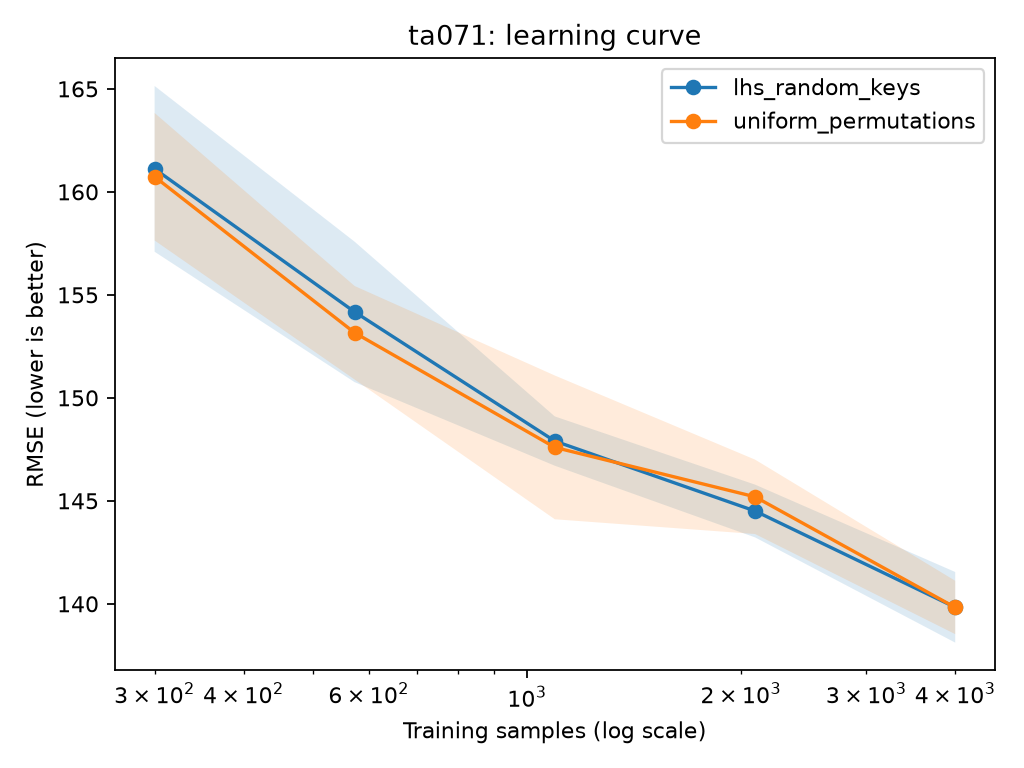 ta071: learning curve
lhs_random_keys
uniform_permutations
RMSE (lower is better)
165
160
155
150
145
140
3 × 10² 4 × 10² 6 × 10² 10³ 2 × 10³ 3 × 10³ 4 × 10³
Training samples (log scale)